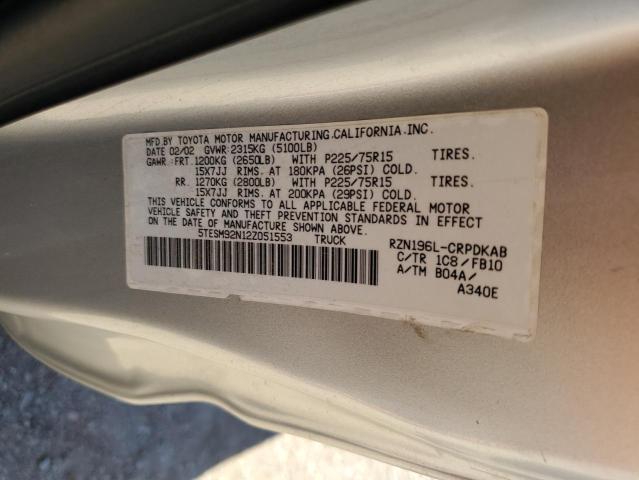 MFD.BY TOYOTA MOTOR MANUFACTURING,CALIFORNIA,INC.
DATE 02/02 GVWR 2315KG (5100LB)
GAWR: FRT. 1200KG (2650LB) WITH P225/75R15 TIRES.
15X7JJ RIMS. AT 180KPA (26PSI) COLD.
RR. 1270KG (2800LB) WITH P225/75R15 TIRES.
15X7JJ RIMS. AT 200KPA (29PSI) COLD.
THIS VEHICLE CONFORMS TO ALL APPLICABLE FEDERAL MOTOR
VEHICLE SAFETY AND THEFT PREVENTION STANDARDS IN EFFECT
ON THE DATE OF MANUFACTURE SHOWN ABOVE.
5TESM92N12Z051553 TRUCK RZN196L-CRPDKAB
C/TR 1C8/FB10
A/TM B04A/
A340E